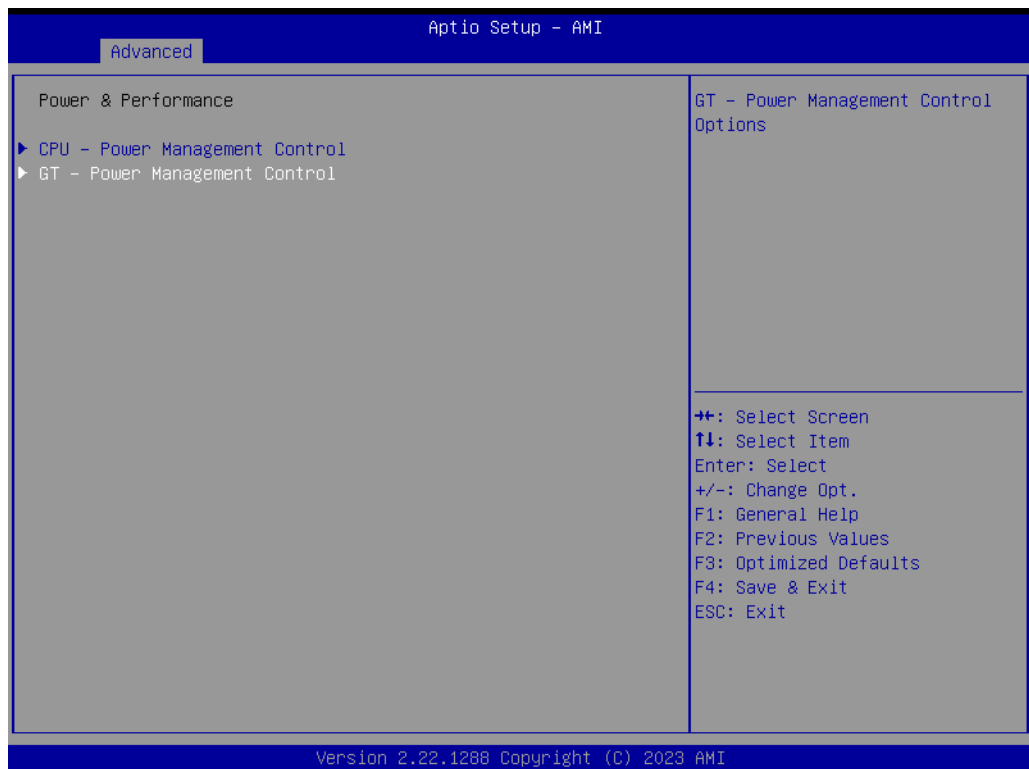 Aptio Setup – AMI
Advanced
Power & Performance
▶ CPU – Power Management Control
▶ GT – Power Management Control
GT – Power Management Control
Options
→←: Select Screen
↑↓: Select Item
Enter: Select
+/-: Change Opt.
F1: General Help
F2: Previous Values
F3: Optimized Defaults
F4: Save & Exit
ESC: Exit
Version 2.22.1288 Copyright (C) 2023 AMI